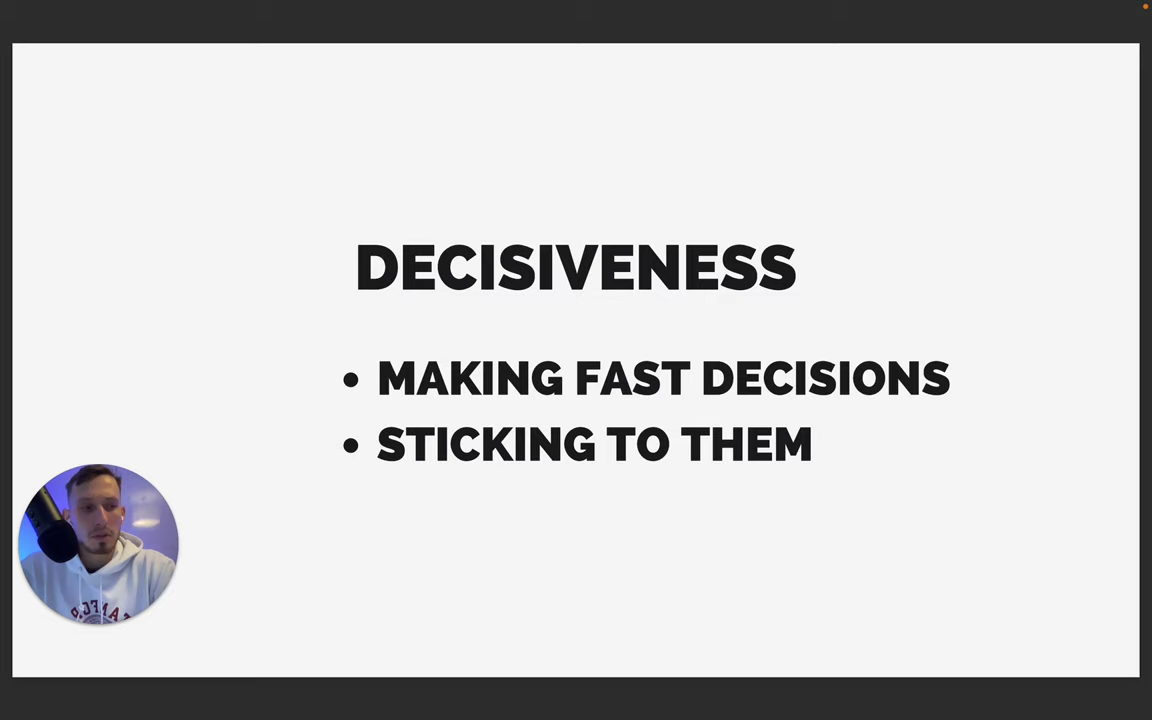 DECISIVENESS
• MAKING FAST DECISIONS
• STICKING TO THEM